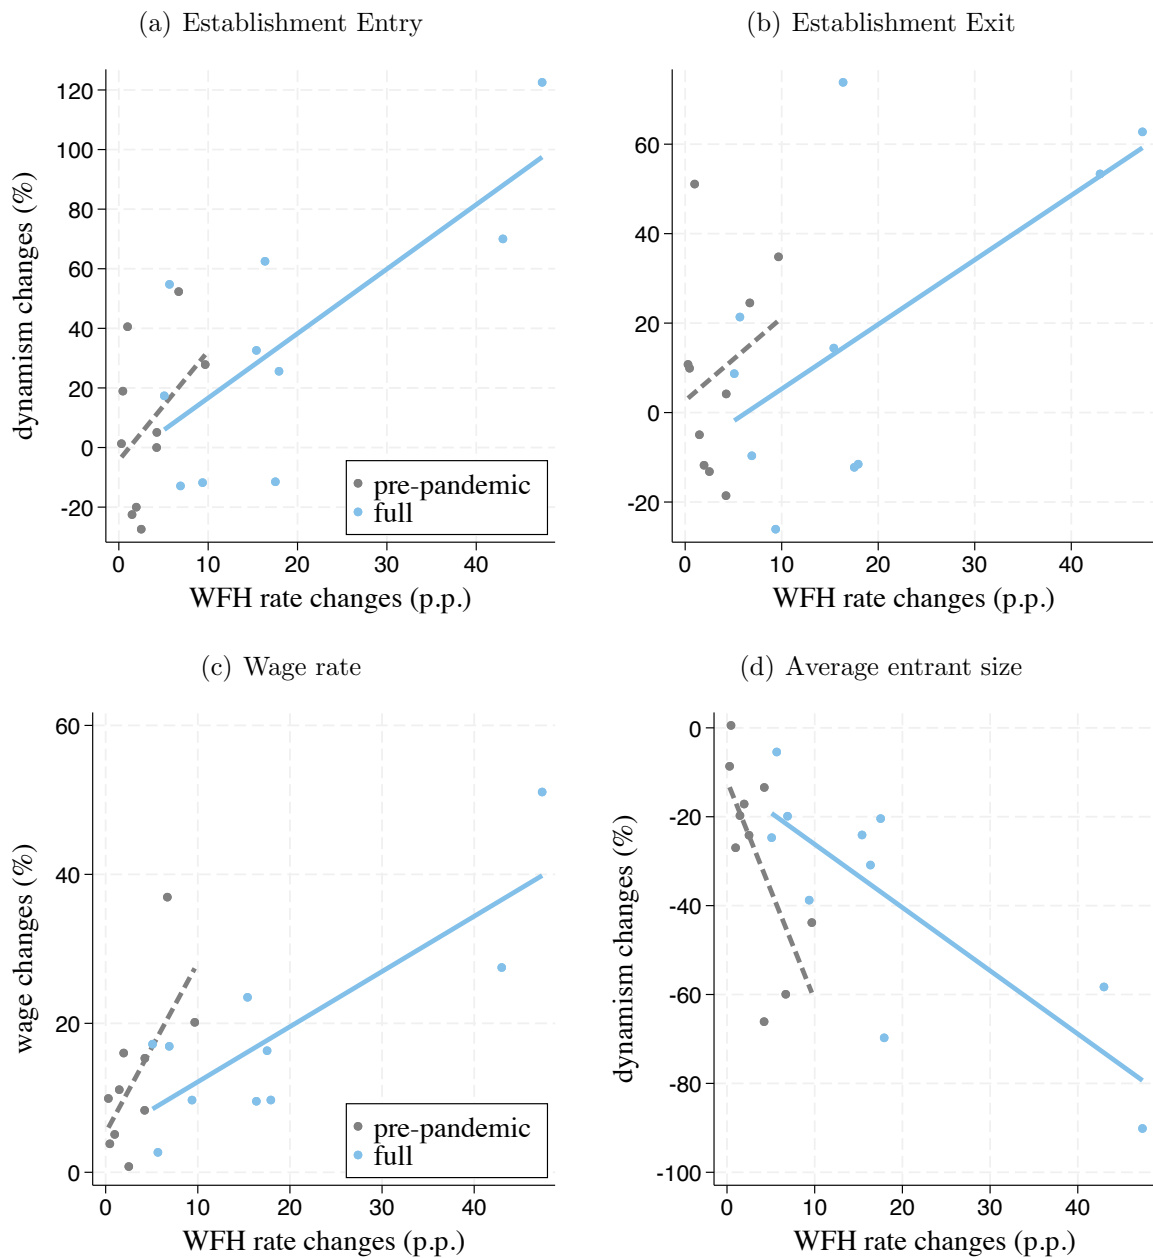 (a) Establishment Entry
dynamism changes (%)
120
100
80
60
40
20
0
-20
0 10 20 30 40
WFH rate changes (p.p.)
pre-pandemic
full
(b) Establishment Exit
60
40
20
0
-20
0 10 20 30 40
WFH rate changes (p.p.)
(c) Wage rate
wage changes (%)
60
40
20
0
0 10 20 30 40
WFH rate changes (p.p.)
pre-pandemic
full
(d) Average entrant size
dynamism changes (%)
0
-20
-40
-60
-80
-100
0 10 20 30 40
WFH rate changes (p.p.)